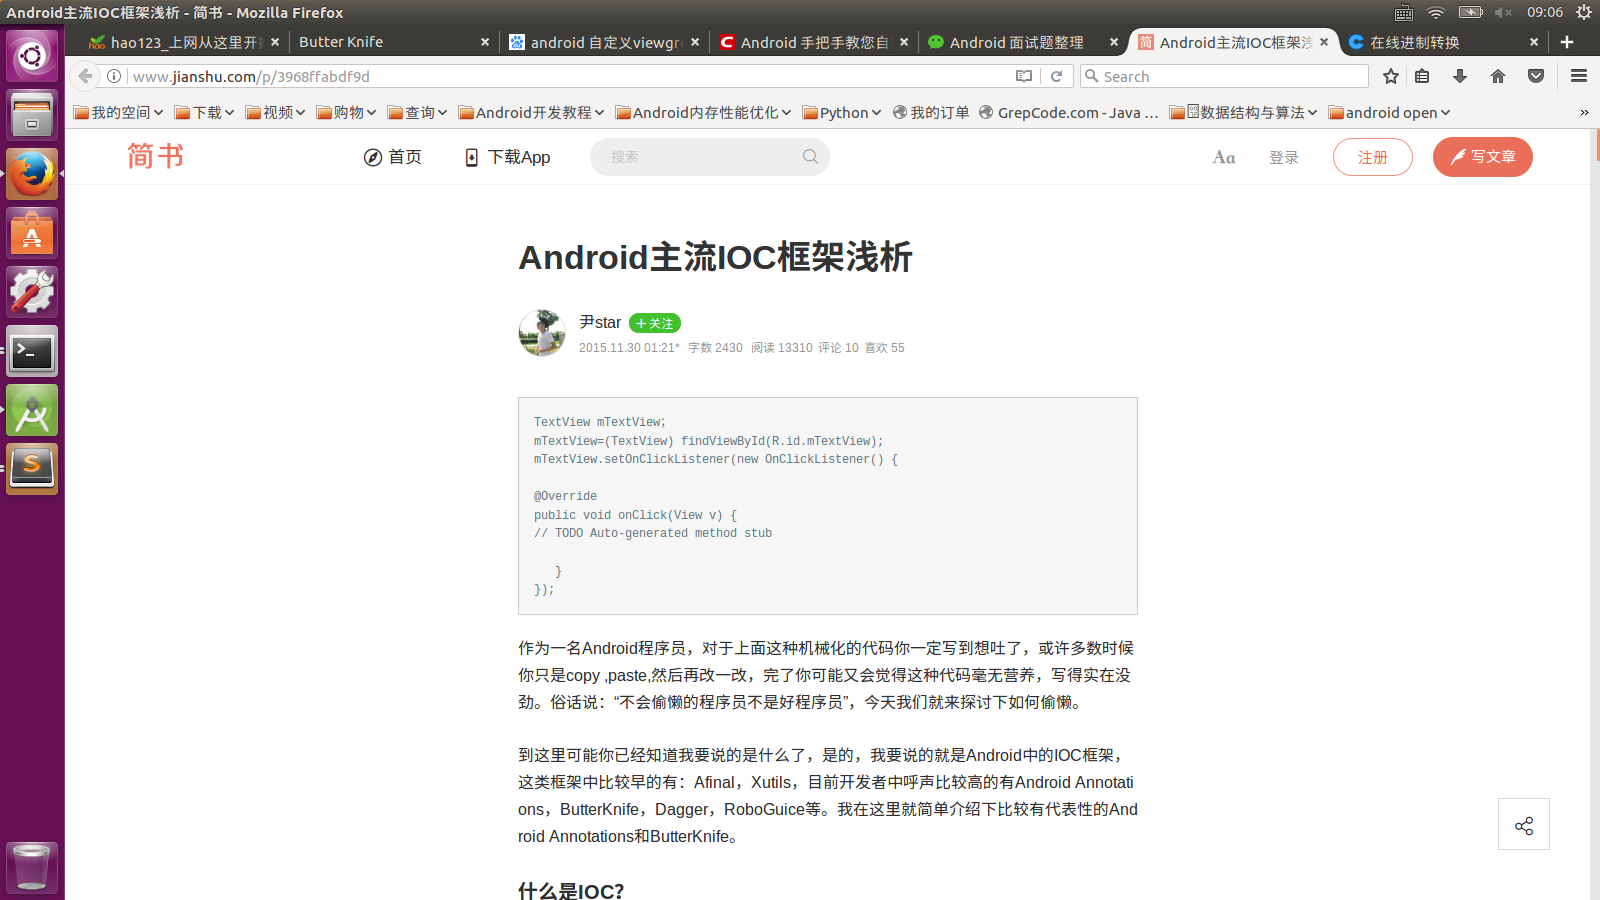 Android主流IOC框架浅析 - 简书 - Mozilla Firefox
09:06
hao123_上网从这里开
Butter Knife
android 自定义viewgr
Android 手把手教您自
Android 面试题整理
Android主流IOC框架浅
在线进制转换
www.jianshu.com/p/3968ffabdf9d
Search
我的空间
下载
视频
购物
查询
Android开发教程
Android内存性能优化
Python
我的订单
GrepCode.com - Java ...
数据结构与算法
android open
»
简书
首页
下载App
搜索
Aa
登录
注册
写文章
Android主流IOC框架浅析
尹star
+ 关注
2015.11.30 01:21* 字数 2430 阅读 13310 评论 10 喜欢 55
TextView mTextView;
mTextView=(TextView) findViewById(R.id.mTextView);
mTextView.setOnClickListener(new OnClickListener() {
@Override
public void onClick(View v) {
// TODO Auto-generated method stub
}
});
作为一名Android程序员，对于上面这种机械化的代码你一定写到想吐了，或许多数时候
你只是copy ,paste,然后再改一改，完了你可能又会觉得这种代码毫无营养，写得实在没
劲。俗话说：“不会偷懒的程序员不是好程序员”，今天我们就来探讨下如何偷懒。
到这里可能你已经知道我要说的是什么了，是的，我要说的就是Android中的IOC框架，
这类框架中比较早的有：Afinal，Xutils，目前开发者中呼声比较高的有Android Annotati
ons，ButterKnife，Dagger，RoboGuice等。我在这里就简单介绍下比较有代表性的And
roid Annotations和ButterKnife。
什么是IOC？